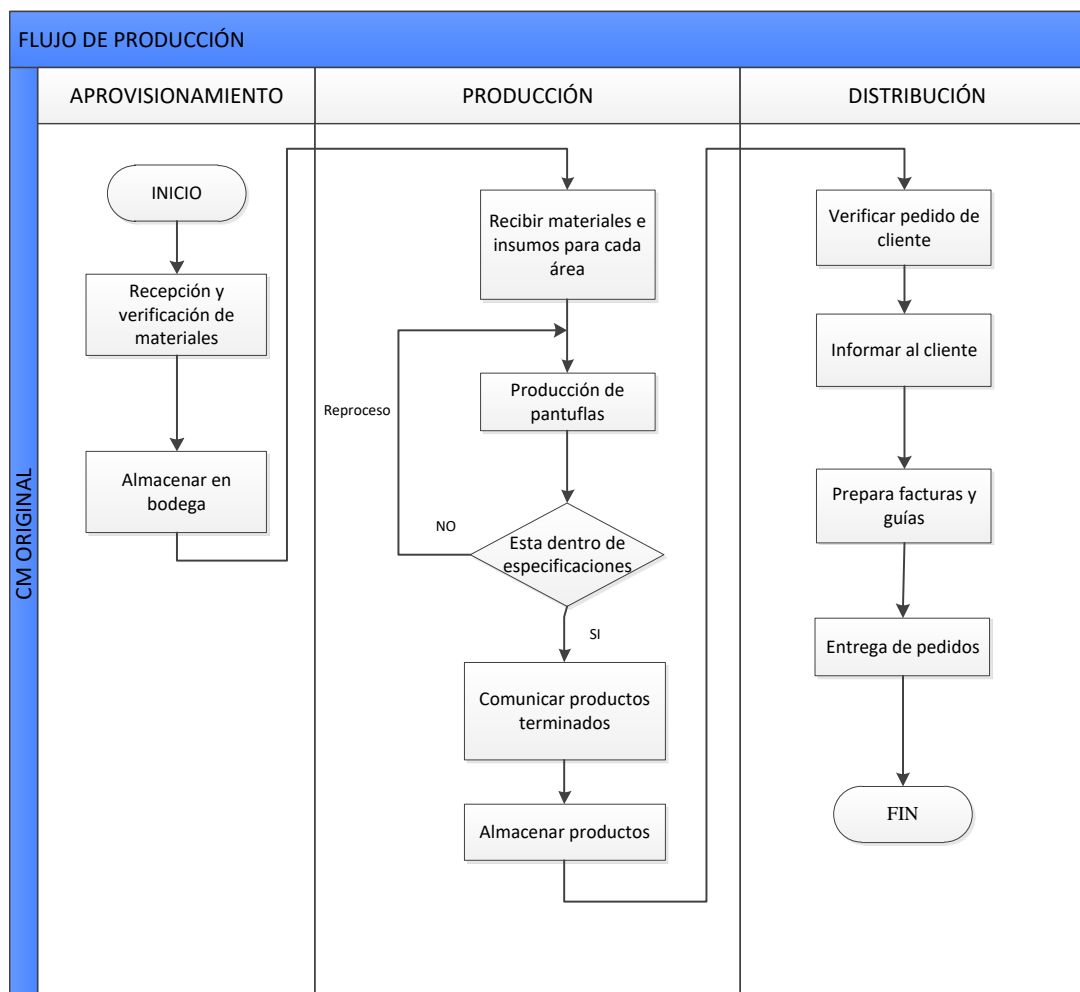 FLUJO DE PRODUCCIÓN
CM ORIGINAL
APROVISIONAMIENTO
PRODUCCIÓN
DISTRIBUCIÓN
INICIO
Recepción y
verificación de
materiales
Almacenar en
bodega
Recibir materiales e
insumos para cada
área
Reproceso
Producción de
pantuflas
NO
Esta dentro de
especificaciones
SI
Comunicar productos
terminados
Almacenar productos
Verificar pedido de
cliente
Informar al cliente
Prepara facturas y
guías
Entrega de pedidos
FIN